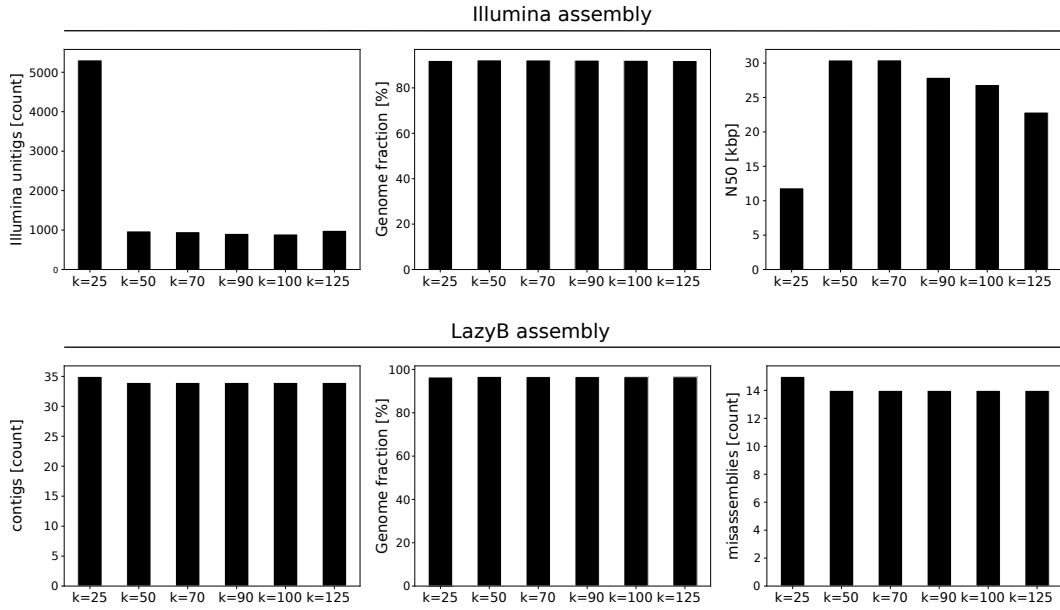 Illumina assembly
Illumina unitigs [count]
5000
4000
3000
2000
1000
0
k=25 k=50 k=70 k=90 k=100 k=125
Genome fraction [%]
80
60
40
20
0
k=25 k=50 k=70 k=90 k=100 k=125
N50 [kbp]
30
25
20
15
10
5
0
k=25 k=50 k=70 k=90 k=100 k=125
LazyB assembly
contigs [count]
35
30
25
20
15
10
5
0
k=25 k=50 k=70 k=90 k=100 k=125
Genome fraction [%]
100
80
60
40
20
0
k=25 k=50 k=70 k=90 k=100 k=125
misassemblies [count]
14
12
10
8
6
4
2
0
k=25 k=50 k=70 k=90 k=100 k=125